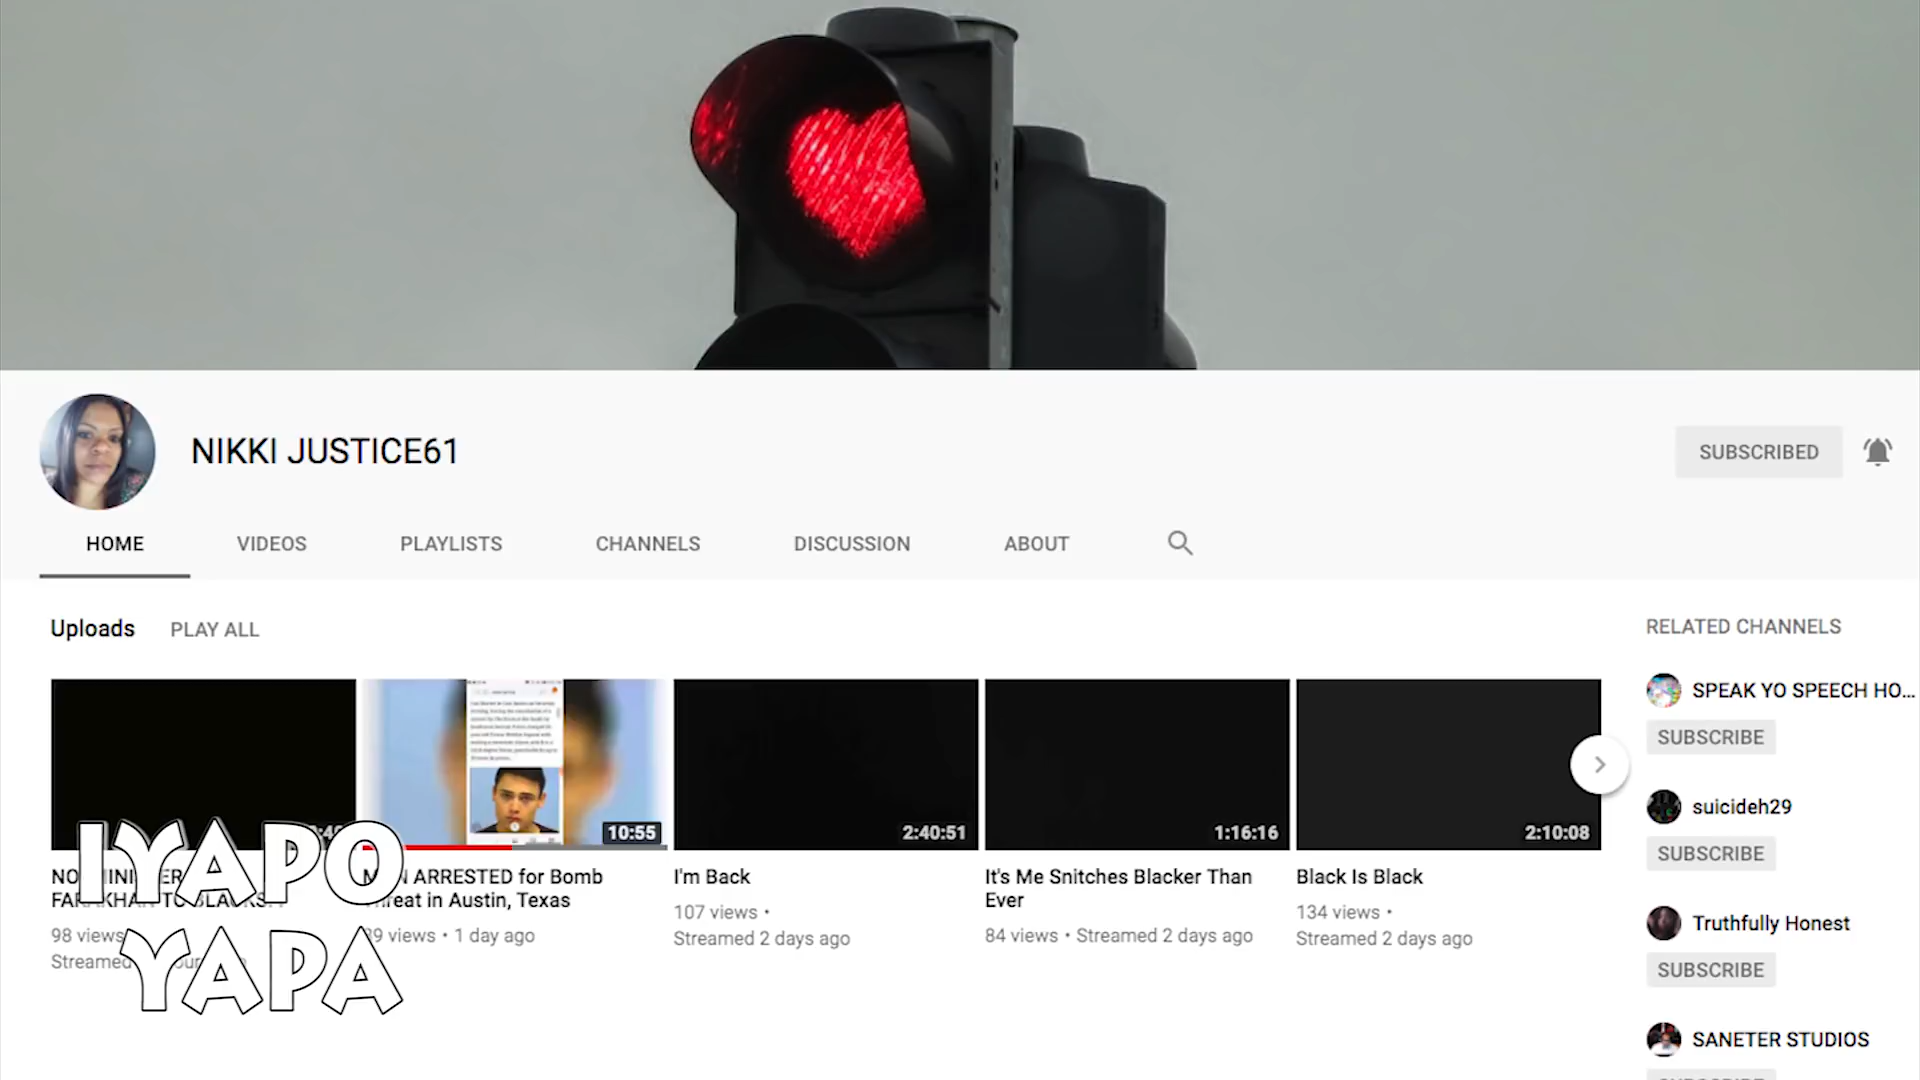 NIKKI JUSTICE61
SUBSCRIBED
HOME
VIDEOS
PLAYLISTS
CHANNELS
DISCUSSION
ABOUT
Uploads
PLAY ALL
10:55
2:40:51
1:16:16
2:10:08
ARRESTED for Bomb
Threat in Austin, Texas
views • 1 day ago
I'm Back
107 views •
Streamed 2 days ago
It's Me Snitches Blacker Than
Ever
84 views • Streamed 2 days ago
Black Is Black
134 views •
Streamed 2 days ago
FARAKHAN TO
98 views
Streamed
IYAPO
YAPA
RELATED CHANNELS
SPEAK YO SPEECH HO...
SUBSCRIBE
suicideh29
SUBSCRIBE
Truthfully Honest
SUBSCRIBE
SANETER STUDIOS